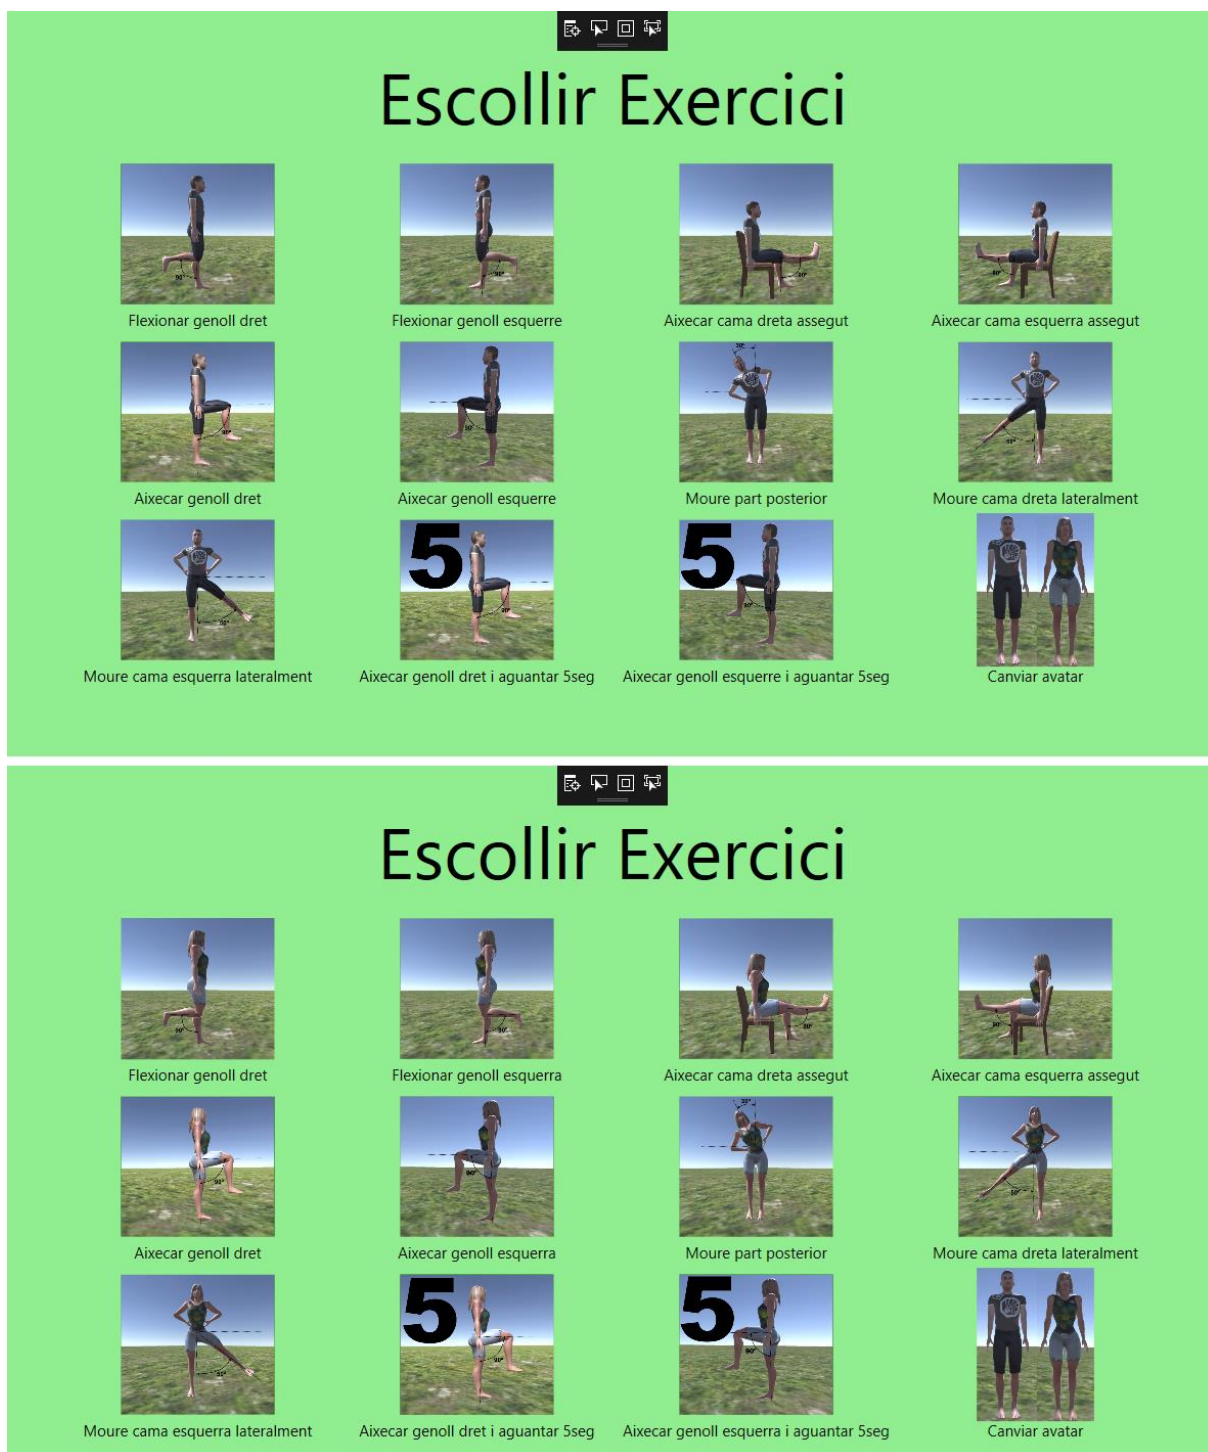 Escollir Exercici
Flexionar genoll dret
Flexionar genoll esquerre
Aixecar cama dreta assegut
Aixecar cama esquerra assegut
Aixecar genoll dret
Aixecar genoll esquerre
Moure part posterior
Moure cama dreta lateralment
5
5
Moure cama esquerra lateralment
Aixecar genoll dret i aguantar 5seg
Aixecar genoll esquerre i aguantar 5seg
Canviar avatar
Escollir Exercici
Flexionar genoll dret
Flexionar genoll esquerra
Aixecar cama dreta assegut
Aixecar cama esquerra assegut
Aixecar genoll dret
Aixecar genoll esquerra
Moure part posterior
Moure cama dreta lateralment
5
5
Moure cama esquerra lateralment
Aixecar genoll dret i aguantar 5seg
Aixecar genoll esquerra i aguantar 5seg
Canviar avatar